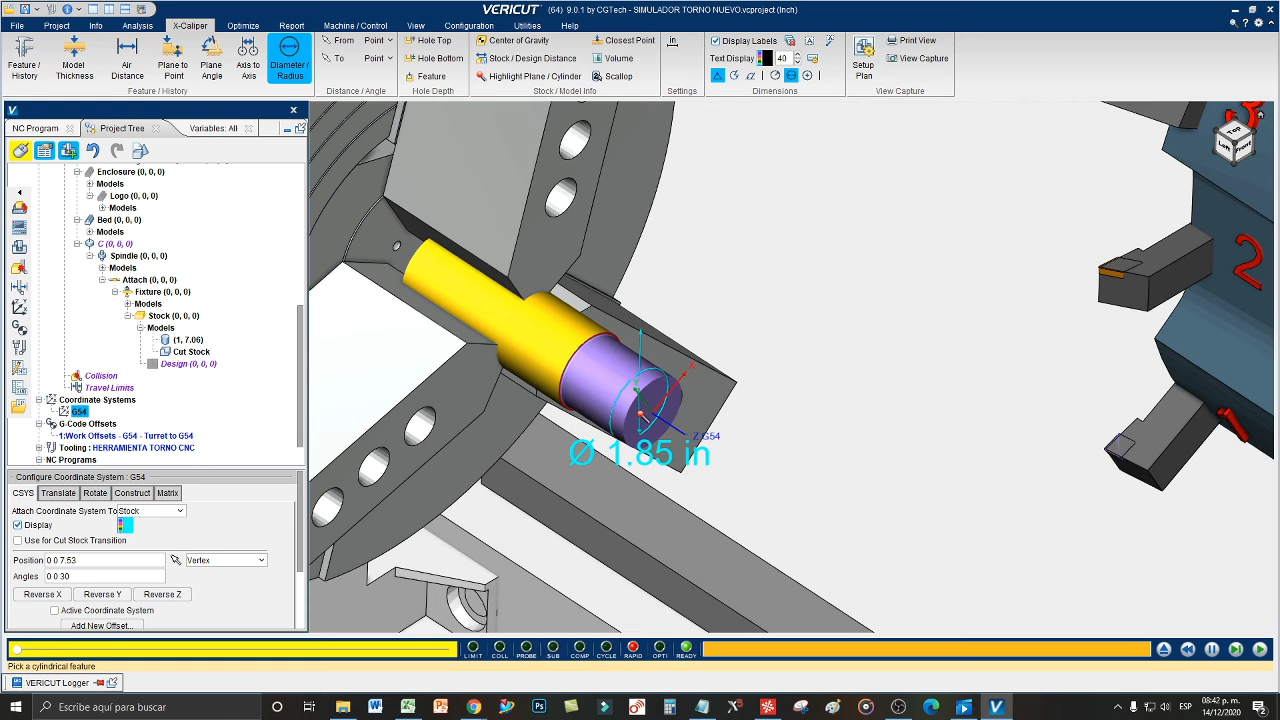 VERICUT (64) 9.0.1 by CGTech - SIMULADOR TORNO NUEVO.vcproject (Inch)
File Project Info Analysis X-Caliper Optimize Report Machine / Control View Configuration Utilities Help
Feature / History
Model Thickness
Air Distance
Plane to Point
Plane Angle
Axis to Axis
Diameter / Radius
Feature / History
From Point
To Point
Distance / Angle
Hole Top
Hole Bottom
Feature
Hole Depth
Center of Gravity
Stock / Design Distance
Highlight Plane / Cylinder
Closest Point
Volume
Scallop
Stock / Model Info
in
Settings
Display Labels
Text Display 40
Dimensions
Setup Plan
Print View
View Capture
View Capture
NC Program Project Tree Variables: All
Enclosure (0, 0, 0)
Models
Logo (0, 0, 0)
Models
Bed (0, 0, 0)
Models
C (0, 0, 0)
Spindle (0, 0, 0)
Models
Attach (0, 0, 0)
Fixture (0, 0, 0)
Models
Stock (0, 0, 0)
Models
(1, 7.06)
Cut Stock
Design (0, 0, 0)
Collision
Travel Limits
Coordinate Systems
G54
G-Code Offsets
1:Work Offsets - G54 - Turret to G54
Tooling : HERRAMIENTA TORNO CNC
NC Programs
Configure Coordinate System : G54
CSYS Translate Rotate Construct Matrix
Attach Coordinate System To Stock
Display
Use for Cut Stock Transition
Position 0 0 7.53 Vertex
Angles 0 0 30
Reverse X Reverse Y Reverse Z
Active Coordinate System
Add New Offset...
X
Y
Z G54
Ø 1.85 in
3
2
1
Top
Left
Front
LIMIT COLL PROBE SUB COMP CYCLE RAPID OPTI READY
Pick a cylindrical feature
VERICUT Logger
Escribe aquí para buscar
ESP
08:42 p. m.
14/12/2020
2